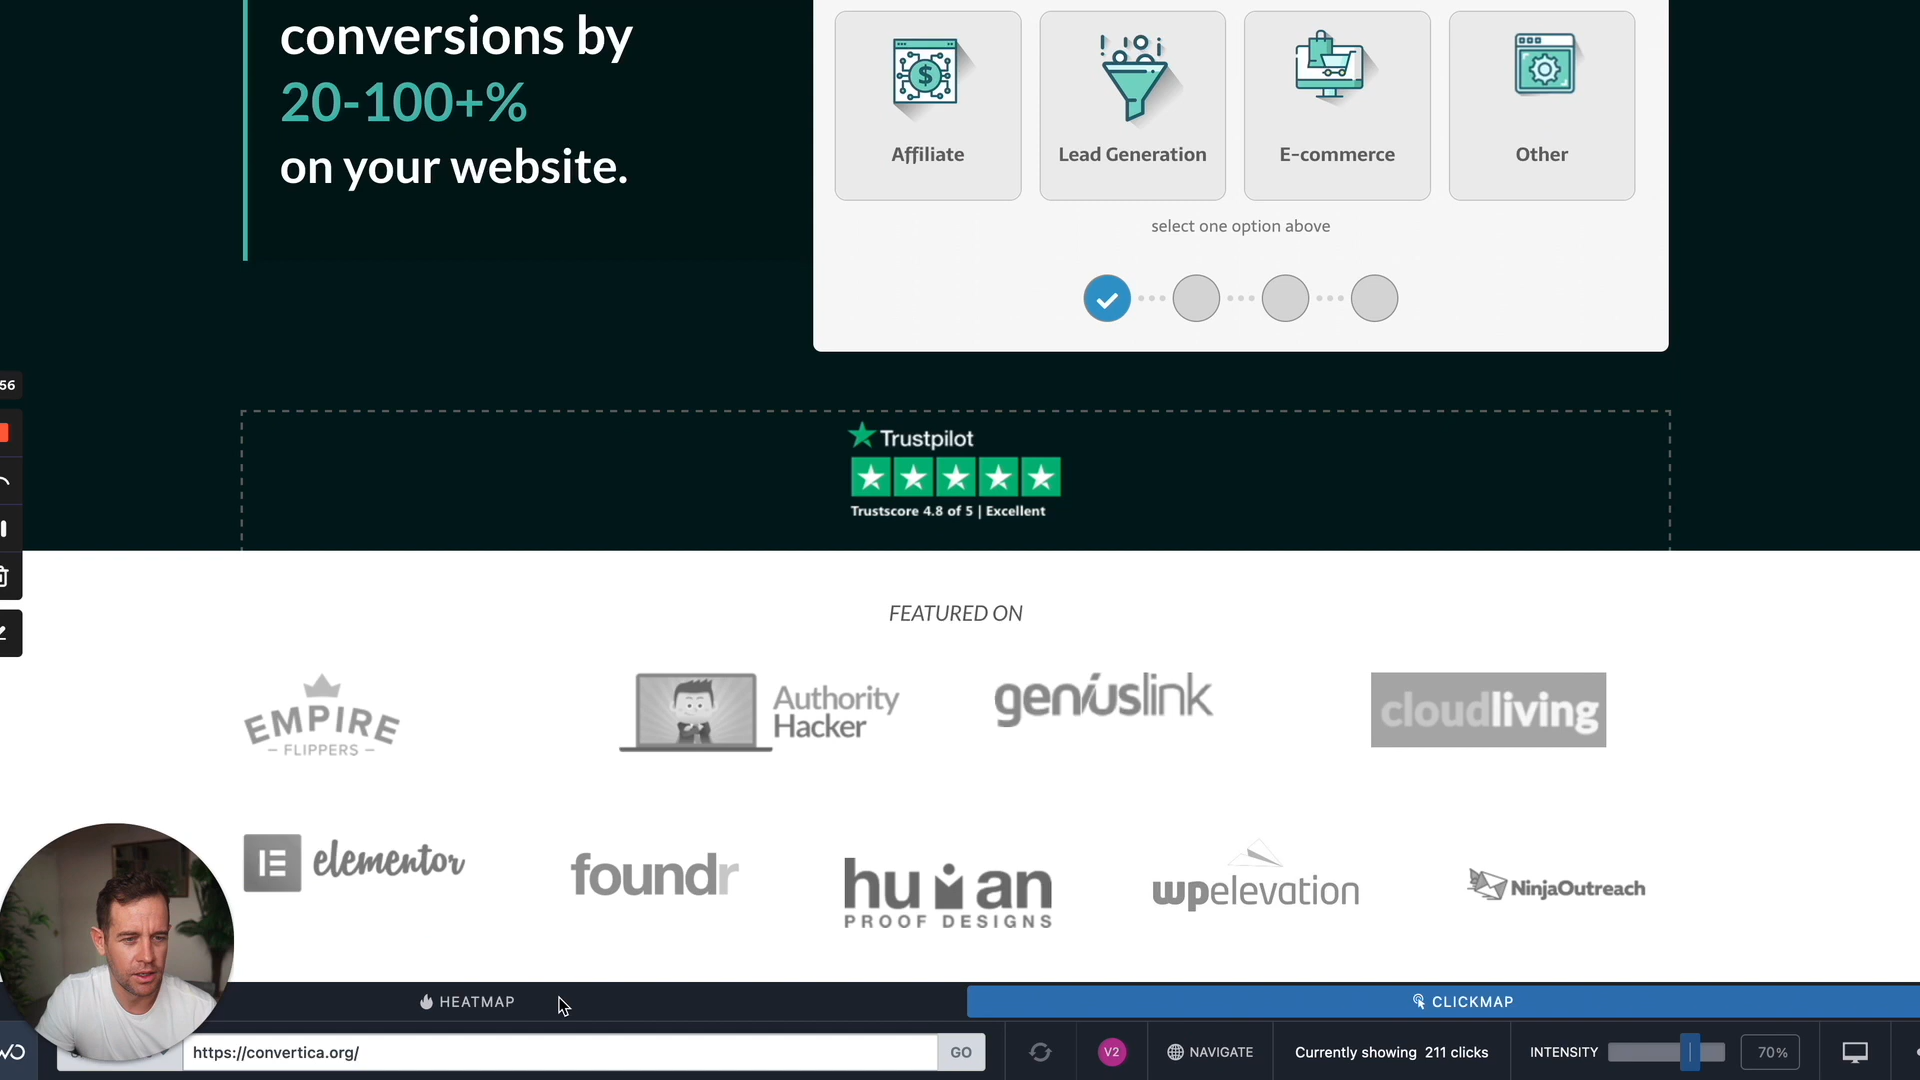 conversions by
20-100+%
on your website.
Affiliate
Lead Generation
E-commerce
Other
select one option above
56
Trustpilot
Trustscore 4.8 of 5 | Excellent
FEATURED ON
EMPIRE
– FLIPPERS –
Authority
Hacker
geniuslink
cloudliving
elementor
foundr
human
PROOF DESIGNS
wpelevation
NinjaOutreach
HEATMAP
CLICKMAP
https://convertica.org/
GO
V2
NAVIGATE
Currently showing 211 clicks
INTENSITY
70%